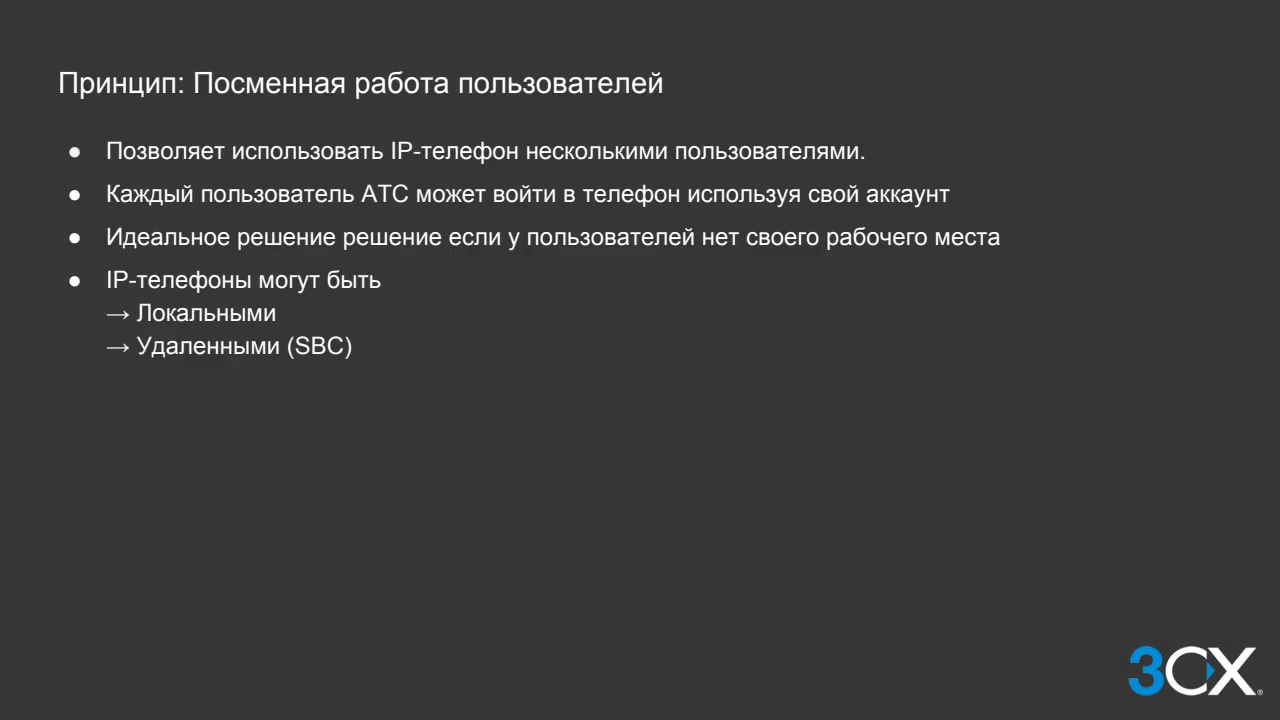 Принцип: Посменная работа пользователей
● Позволяет использовать IP-телефон несколькими пользователями.
● Каждый пользователь АТС может войти в телефон используя свой аккаунт
● Идеальное решение решение если у пользователей нет своего рабочего места
● IP-телефоны могут быть
→ Локальными
→ Удаленными (SBC)
3CX®